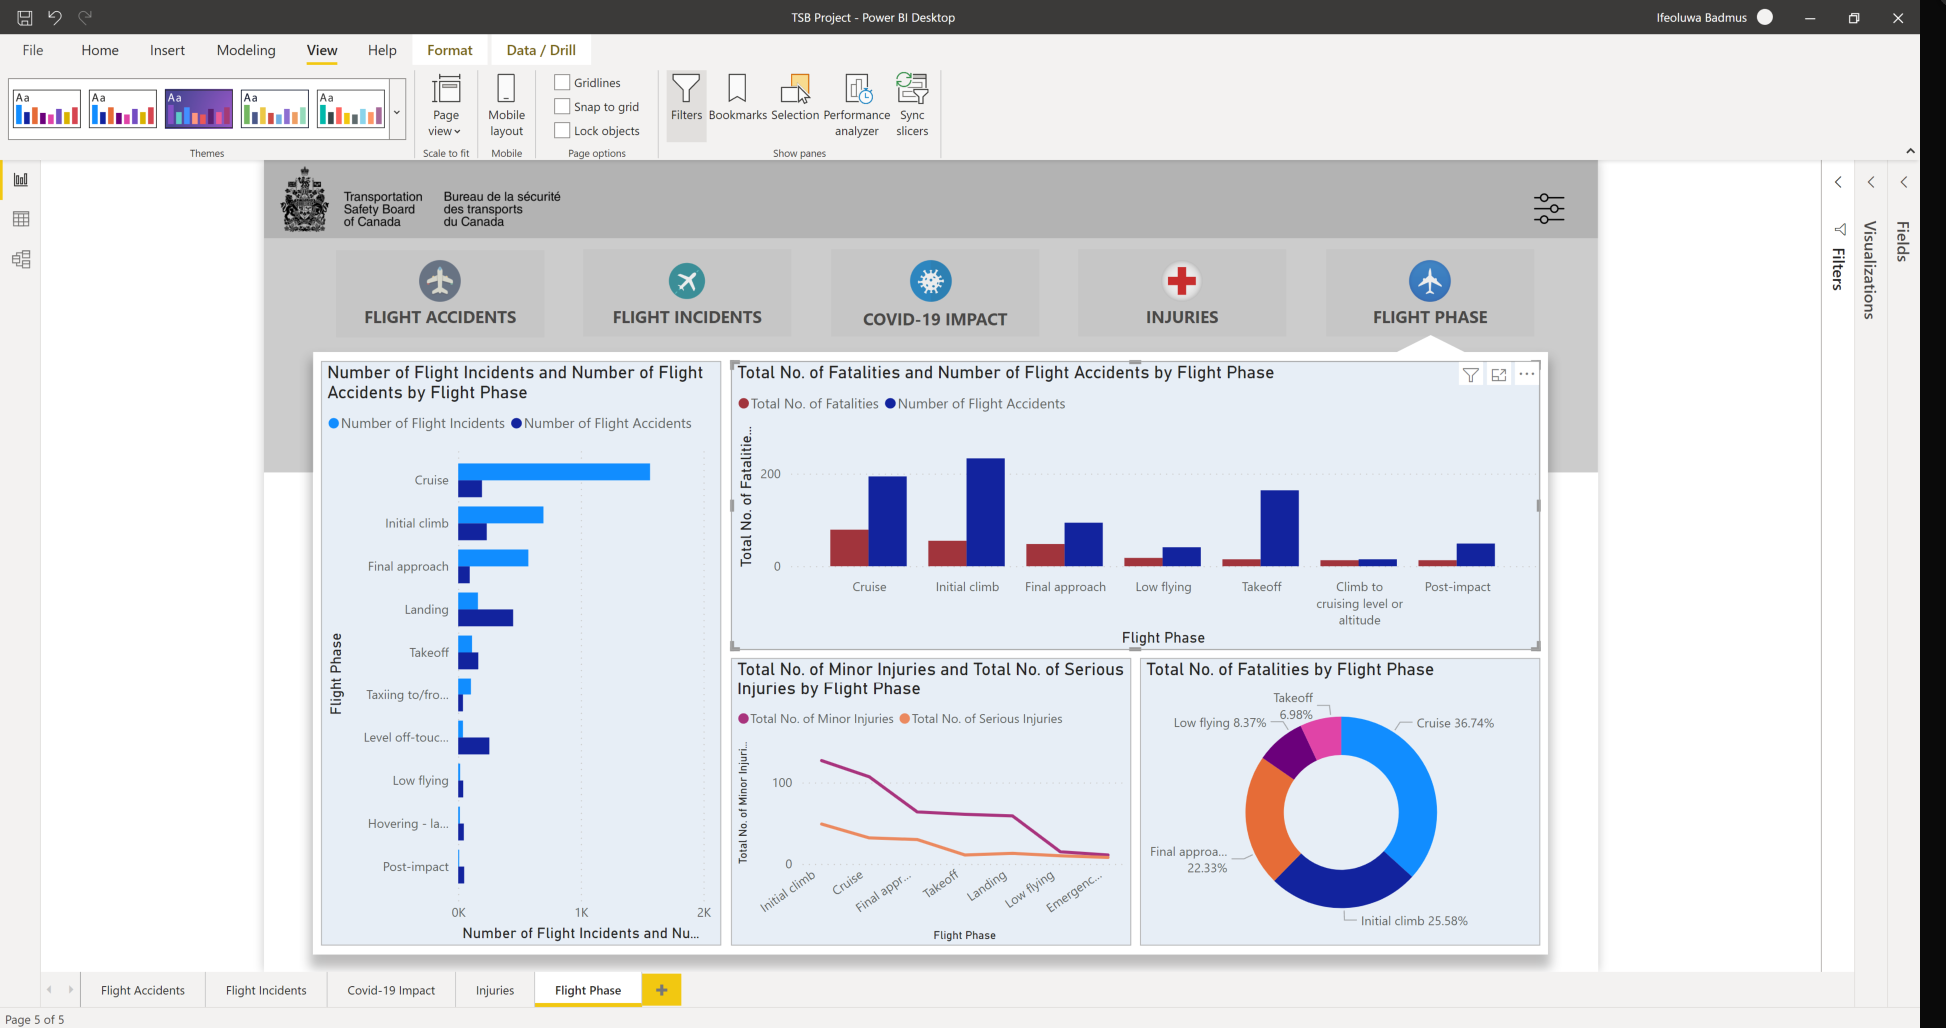 TSB Project - Power BI Desktop
Ifeoluwa Badmus
File
Home
Insert
Modeling
View
Help
Format
Data / Drill
Aa
Aa
Aa
Aa
Aa
Themes
Page
view
Scale to fit
Mobile
layout
Mobile
Gridlines
Snap to grid
Lock objects
Page options
Filters
Bookmarks
Selection
Performance
analyzer
Sync
slicers
Show panes
Transportation
Safety Board
of Canada
Bureau de la sécurité
des transports
du Canada
FLIGHT ACCIDENTS
FLIGHT INCIDENTS
COVID-19 IMPACT
INJURIES
FLIGHT PHASE
Filters
Visualizations
Fields
Number of Flight Incidents and Number of Flight
Accidents by Flight Phase
Number of Flight Incidents
Number of Flight Accidents
Flight Phase
Cruise
Initial climb
Final approach
Landing
Takeoff
Taxiing to/fro...
Level off-touc...
Low flying
Hovering - la...
Post-impact
0K
1K
2K
Number of Flight Incidents and Nu...
Total No. of Fatalities and Number of Flight Accidents by Flight Phase
Total No. of Fatalities
Number of Flight Accidents
Total No. of Fatalitie...
200
0
Cruise
Initial climb
Final approach
Low flying
Takeoff
Climb to
cruising level or
altitude
Post-impact
Flight Phase
Total No. of Minor Injuries and Total No. of Serious
Injuries by Flight Phase
Total No. of Minor Injuries
Total No. of Serious Injuries
Total No. of Minor Injuri...
100
0
Initial climb
Cruise
Final appr...
Takeoff
Landing
Low flying
Emergenc...
Flight Phase
Total No. of Fatalities by Flight Phase
Takeoff
6.98%
Low flying 8.37%
Cruise 36.74%
Final approa...
22.33%
Initial climb 25.58%
Flight Accidents
Flight Incidents
Covid-19 Impact
Injuries
Flight Phase
Page 5 of 5